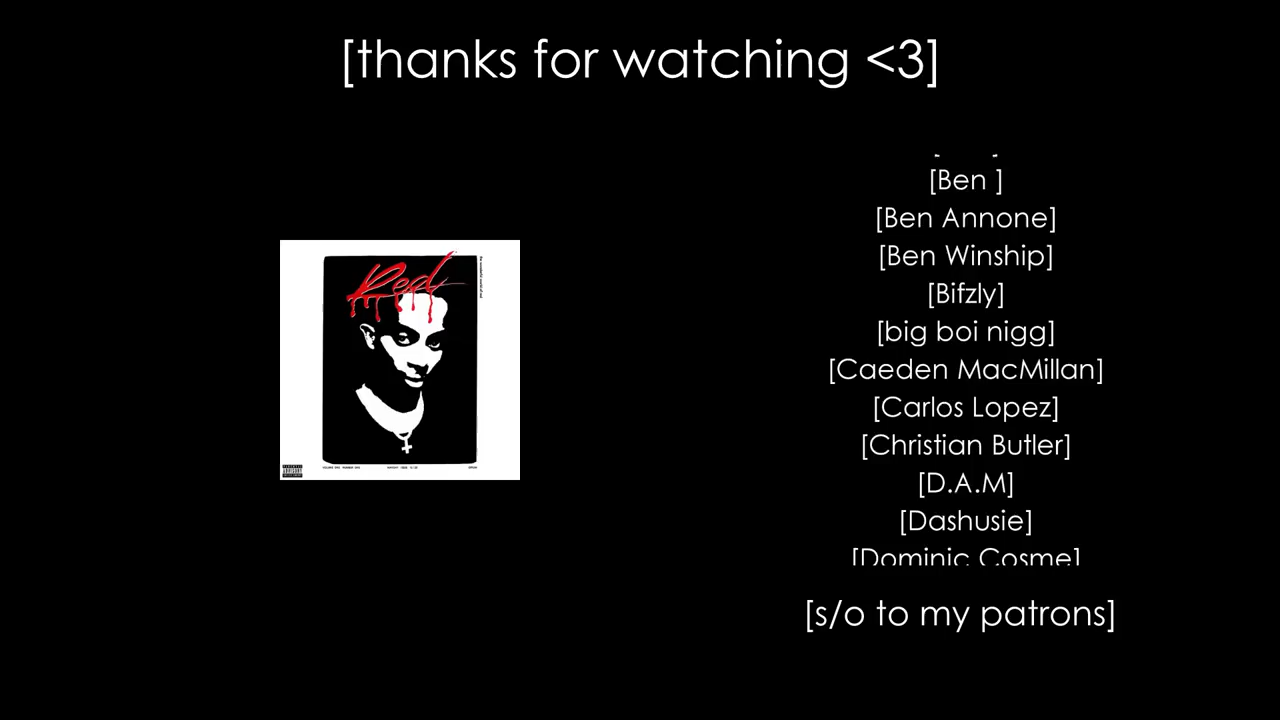 [thanks for watching <3]
Red
[Ben ]
[Ben Annone]
[Ben Winship]
[Bifzly]
[big boi nigg]
[Caeden MacMillan]
[Carlos Lopez]
[Christian Butler]
[D.A.M]
[Dashusie]
[Dominic Cosme]
[s/o to my patrons]